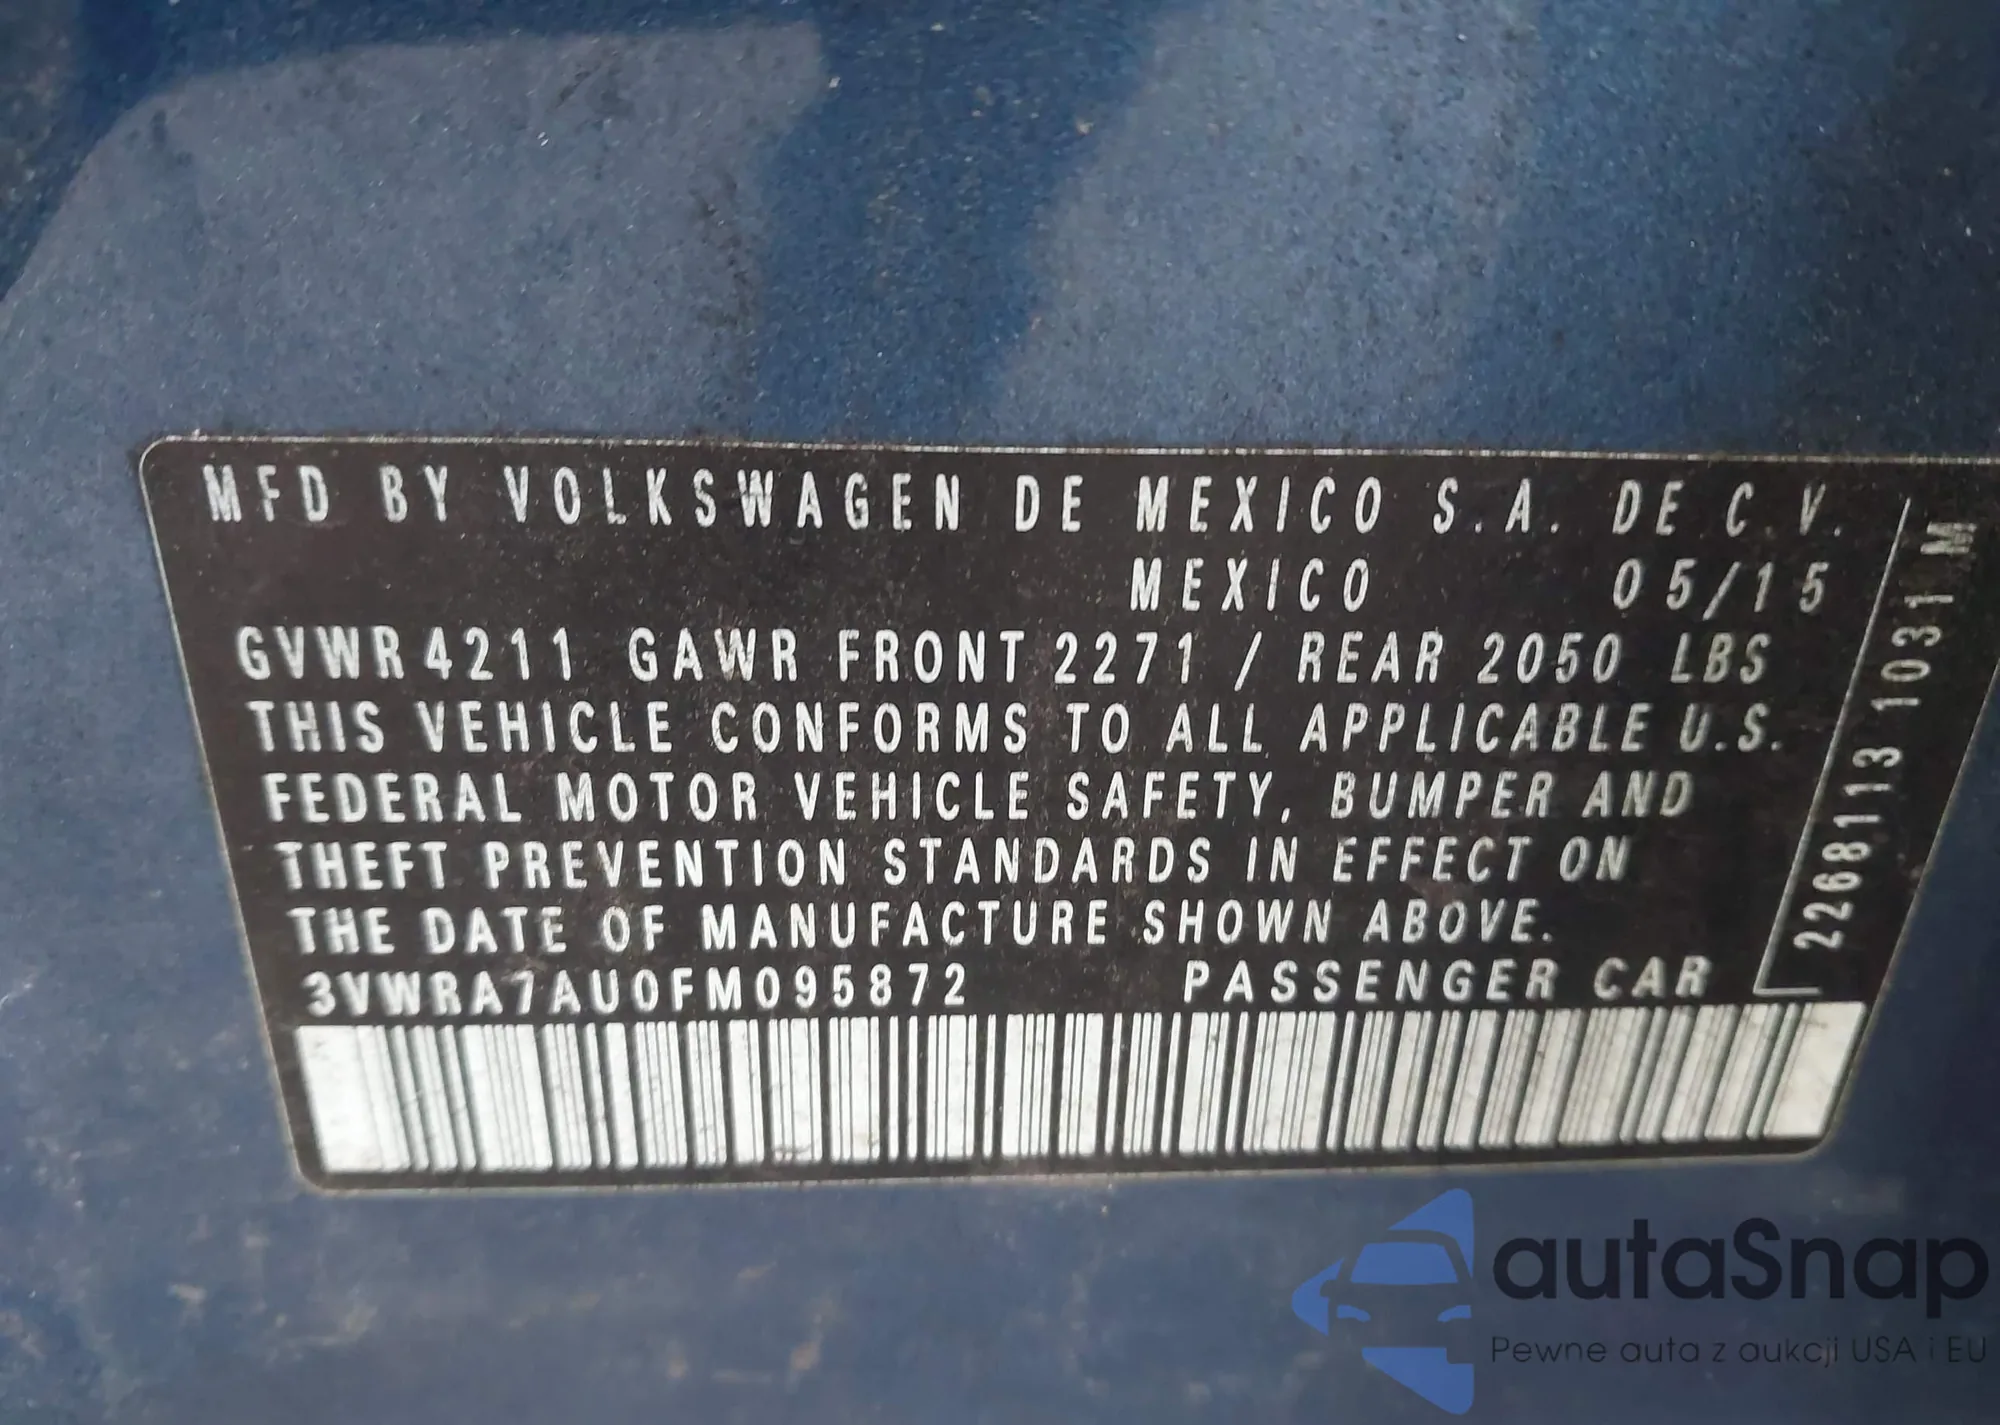 MFD BY VOLKSWAGEN DE MEXICO S.A. DE C.V.
MEXICO 05/15
GVWR 4211 GAWR FRONT 2271 / REAR 2050 LBS
THIS VEHICLE CONFORMS TO ALL APPLICABLE U.S.
FEDERAL MOTOR VEHICLE SAFETY, BUMPER AND
THEFT PREVENTION STANDARDS IN EFFECT ON
THE DATE OF MANUFACTURE SHOWN ABOVE.
3VWRA7AU0FM095872 PASSENGER CAR
2268113 1031 M
autaSnap
Pewne auta z aukcji USA i EU